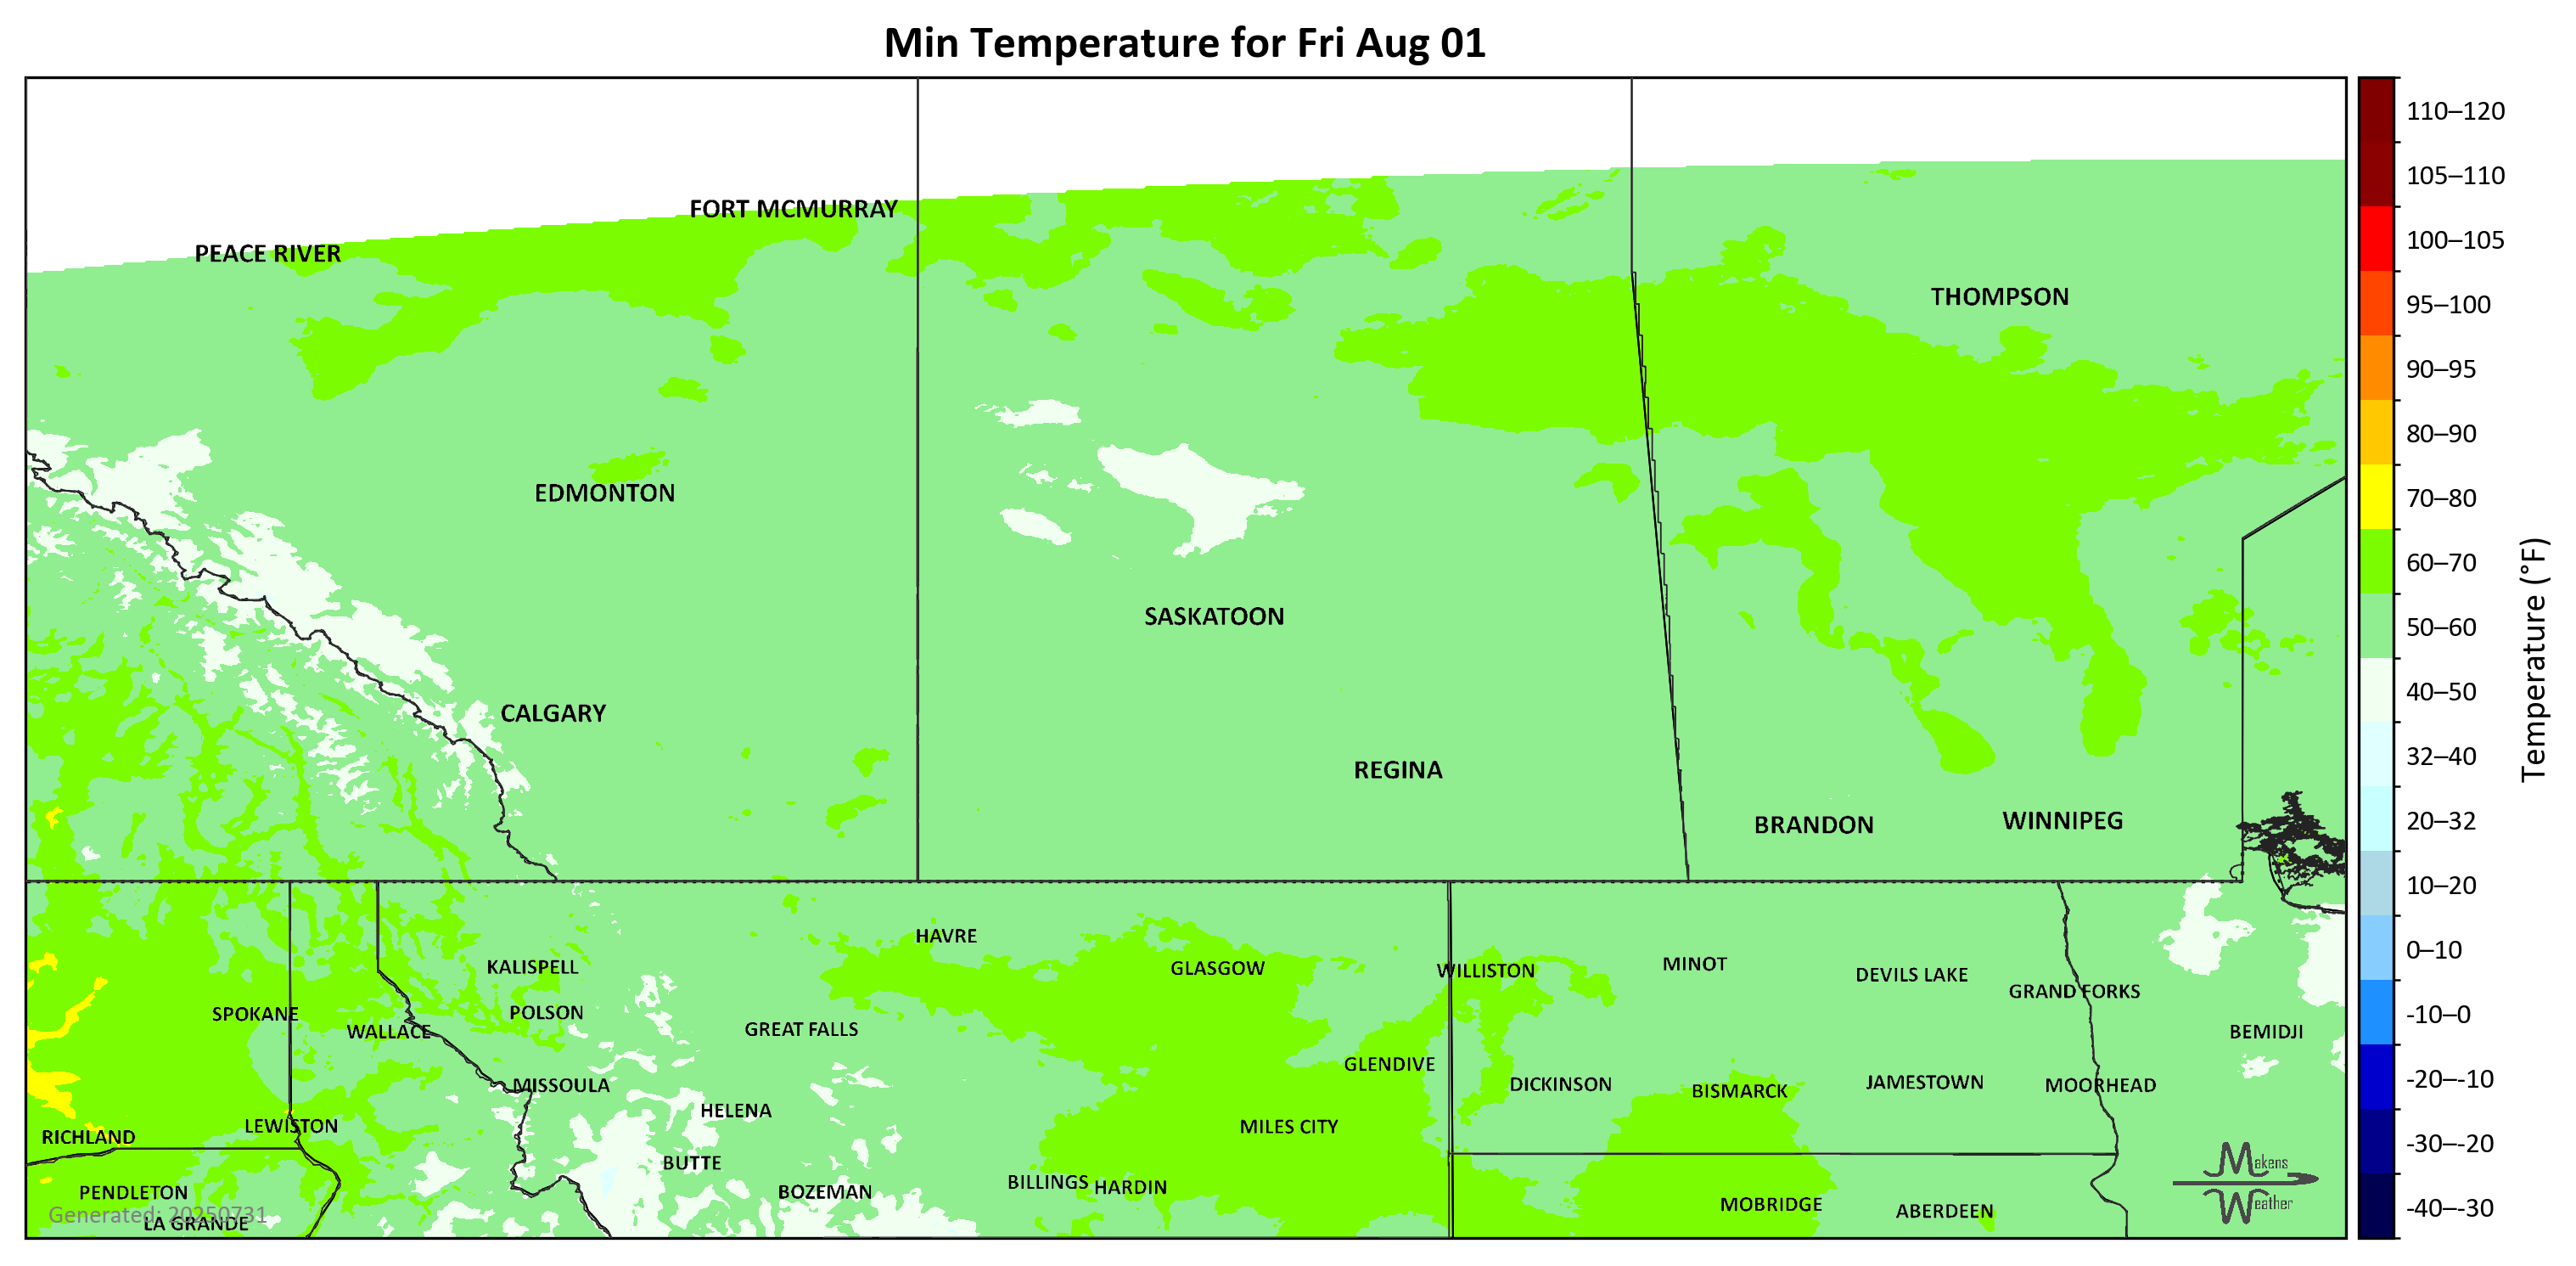 Min Temperature for Fri Aug 01
FORT MCMURRAY
PEACE RIVER
THOMPSON
EDMONTON
SASKATOON
CALGARY
REGINA
BRANDON
WINNIPEG
HAVRE
KALISPELL
GLASGOW
WILLISTON
MINOT
DEVILS LAKE
GRAND FORKS
SPOKANE
POLSON
WALLACE
GREAT FALLS
BEMIDJI
GLENDIVE
MISSOULA
DICKINSON
BISMARCK
JAMESTOWN
MOORHEAD
HELENA
LEWISTON
MILES CITY
RICHLAND
BUTTE
BILLINGS
HARDIN
BOZEMAN
PENDLETON
MOBRIDGE
ABERDEEN
Generated: 20250731
LA GRANDE
Makens
Weather
110–120
105–110
100–105
95–100
90–95
80–90
70–80
60–70
50–60
40–50
32–40
20–32
10–20
0–10
-10–0
-20–-10
-30–-20
-40–-30
Temperature (°F)